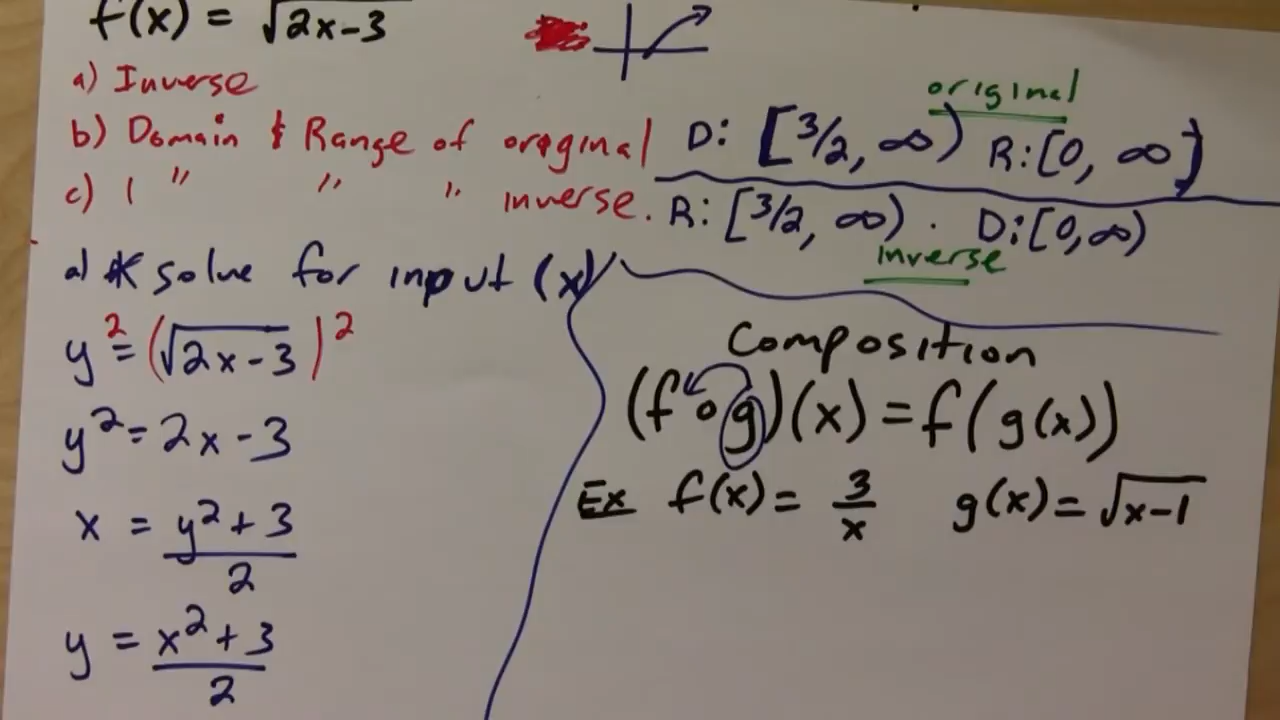 f(x) = √2x-3
a) Inverse
original
b) Domain & Range of original D: [3/2, ∞) R: [0, ∞)
c) " " " inverse. R: [3/2, ∞). D: [0, ∞)
inverse
a) * solve for input (x)
y² = (√2x-3)²
y² = 2x - 3
x = y² + 3 / 2
y = x² + 3 / 2
Composition
(f∘g)(x) = f(g(x))
Ex f(x) = 3/x g(x) = √x-1